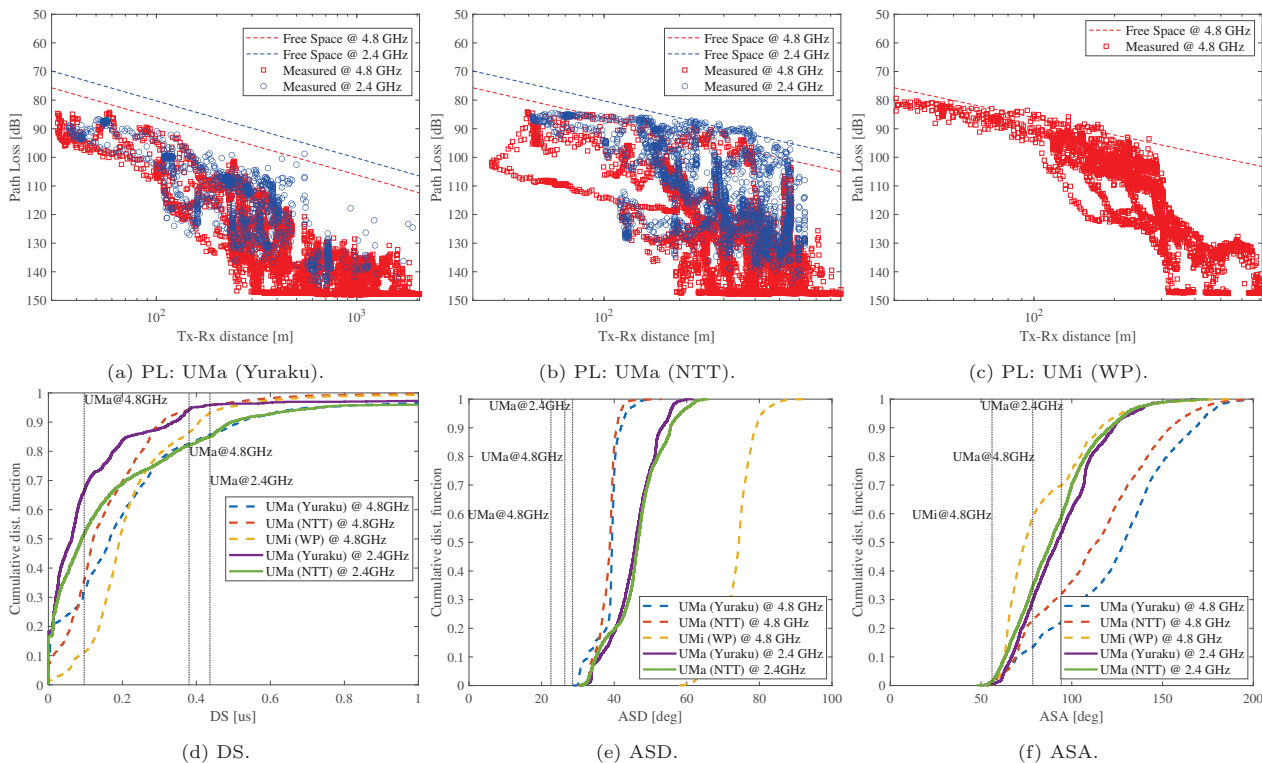 50
60
70
80
90
100
110
120
130
140
150
Path Loss [dB]
Free Space @ 4.8 GHz
Free Space @ 2.4 GHz
Measured @ 4.8 GHz
Measured @ 2.4 GHz
10^2
10^3
Tx-Rx distance [m]
(a) PL: UMa (Yuraku).
50
60
70
80
90
100
110
120
130
140
150
Path Loss [dB]
Free Space @ 4.8 GHz
Free Space @ 2.4 GHz
Measured @ 4.8 GHz
Measured @ 2.4 GHz
10^2
Tx-Rx distance [m]
(b) PL: UMa (NTT).
50
60
70
80
90
100
110
120
130
140
150
Path Loss [dB]
Free Space @ 4.8 GHz
Measured @ 4.8 GHz
10^2
Tx-Rx distance [m]
(c) PL: UMi (WP).
1
0.9
0.8
0.7
0.6
0.5
0.4
0.3
0.2
0.1
0
Cumulative dist. function
UMa@4.8GHz
UMa@4.8GHz
UMa@2.4GHz
UMa (Yuraku) @ 4.8GHz
UMa (NTT) @ 4.8GHz
UMi (WP) @ 4.8GHz
UMa (Yuraku) @ 2.4GHz
UMa (NTT) @ 2.4GHz
0
0.2
0.4
0.6
0.8
1
DS [us]
(d) DS.
1
0.9
0.8
0.7
0.6
0.5
0.4
0.3
0.2
0.1
0
Cumulative dist. function
UMa@2.4GHz
UMa@4.8GHz
UMa@4.8GHz
UMa (Yuraku) @ 4.8 GHz
UMa (NTT) @ 4.8 GHz
UMi (WP) @ 4.8 GHz
UMa (Yuraku) @ 2.4 GHz
UMa (NTT) @ 2.4GHz
0
20
40
60
80
100
ASD [deg]
(e) ASD.
1
0.9
0.8
0.7
0.6
0.5
0.4
0.3
0.2
0.1
0
Cumulative dist. function
UMa@2.4GHz
UMa@4.8GHz
UMi@4.8GHz
UMa (Yuraku) @ 4.8 GHz
UMa (NTT) @ 4.8 GHz
UMi (WP) @ 4.8 GHz
UMa (Yuraku) @ 2.4 GHz
UMa (NTT) @ 2.4 GHz
0
50
100
150
200
ASA [deg]
(f) ASA.